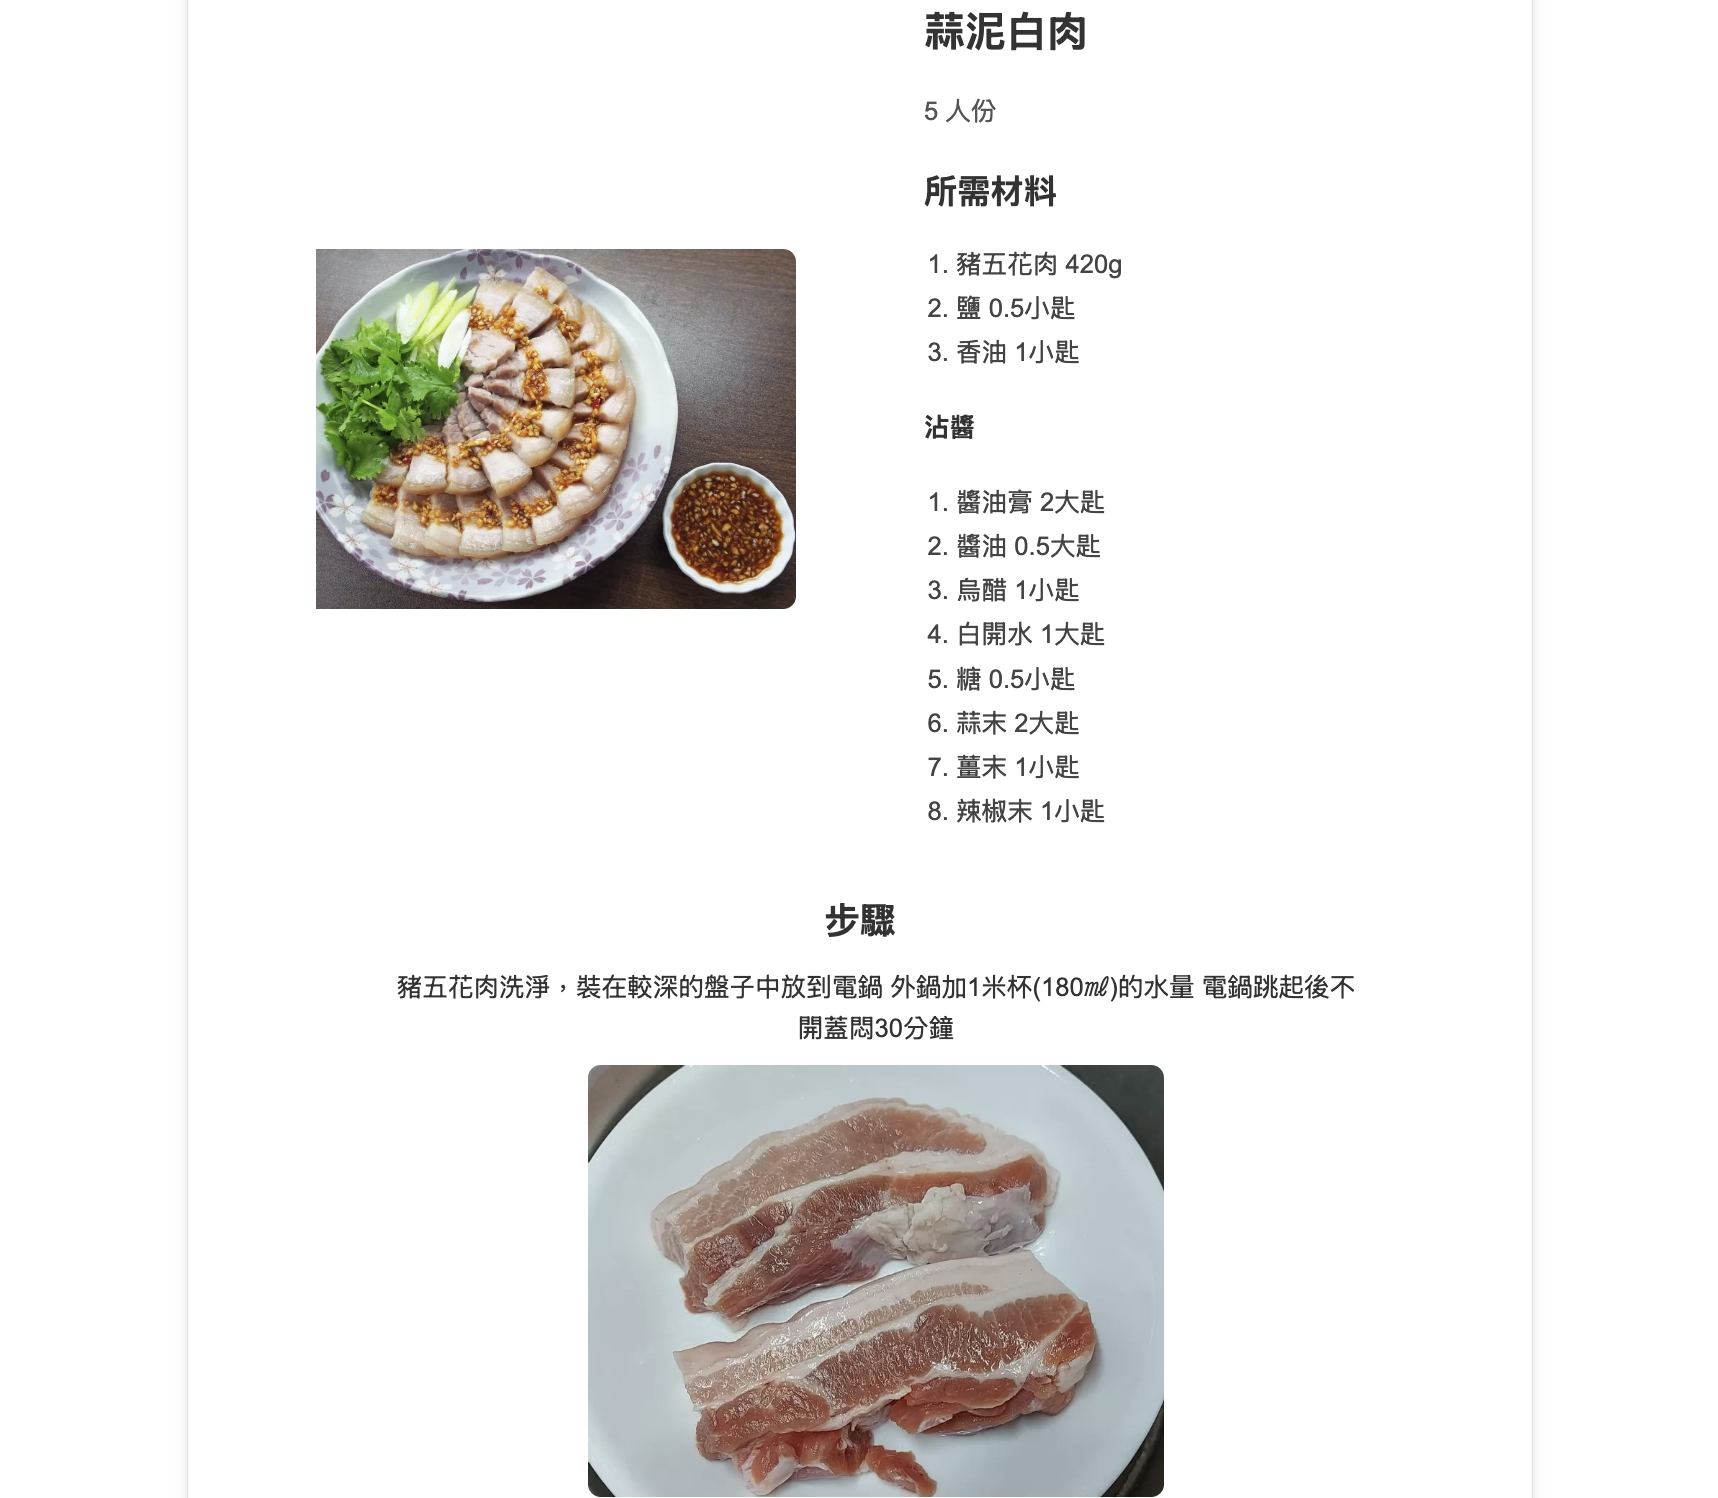 蒜泥白肉
5 人份
所需材料
1. 豬五花肉 420g
2. 鹽 0.5小匙
3. 香油 1小匙
沾醬
1. 醬油膏 2大匙
2. 醬油 0.5大匙
3. 烏醋 1小匙
4. 白開水 1大匙
5. 糖 0.5小匙
6. 蒜末 2大匙
7. 薑末 1小匙
8. 辣椒末 1小匙
步驟
豬五花肉洗淨，裝在較深的盤子中放到電鍋 外鍋加1米杯(180㎖)的水量 電鍋跳起後不
開蓋悶30分鐘